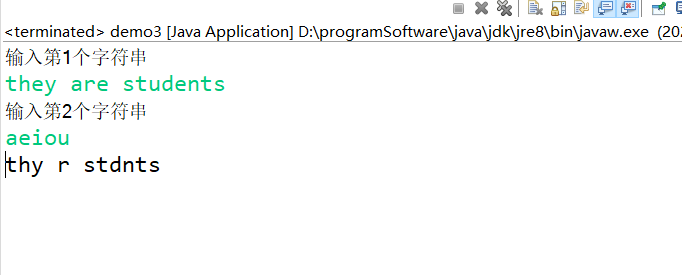 <terminated> demo3 [Java Application] D:\programSoftware\java\jdk\jre8\bin\javaw.exe (202
输入第1个字符串
they are students
输入第2个字符串
aeiou
thy r stdnts